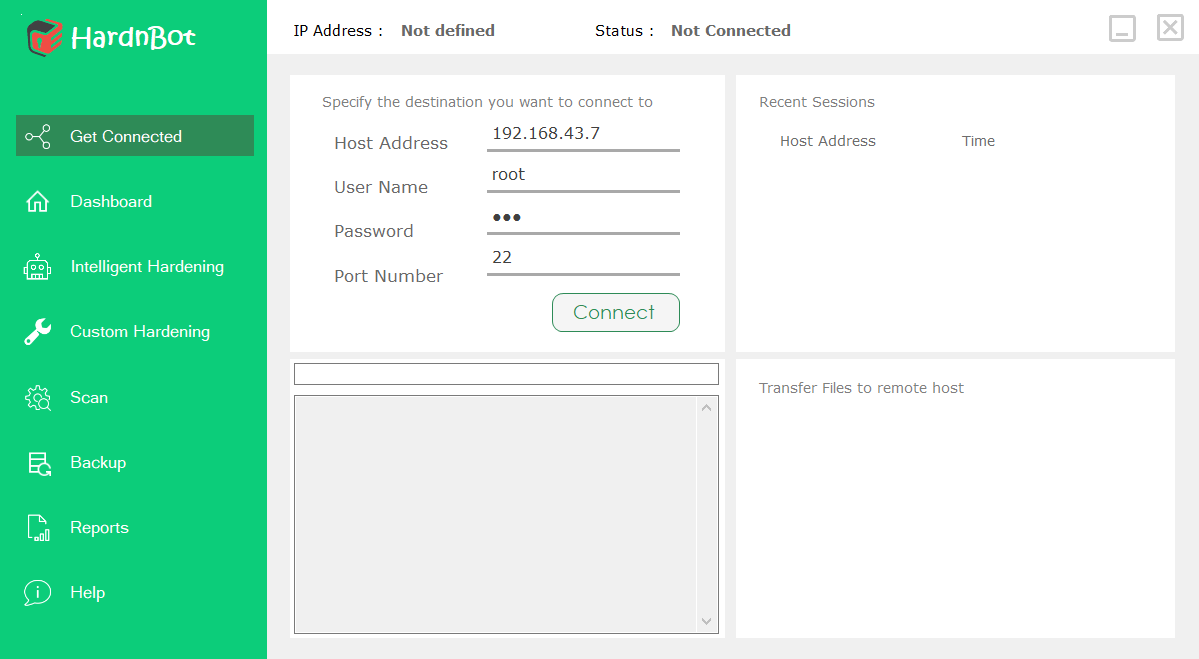 HardnBot
IP Address : Not defined Status : Not Connected
Get Connected
Dashboard
Intelligent Hardening
Custom Hardening
Scan
Backup
Reports
Help
Specify the destination you want to connect to
Host Address 192.168.43.7
User Name root
Password •••
Port Number 22
Connect
Recent Sessions
Host Address Time
Transfer Files to remote host